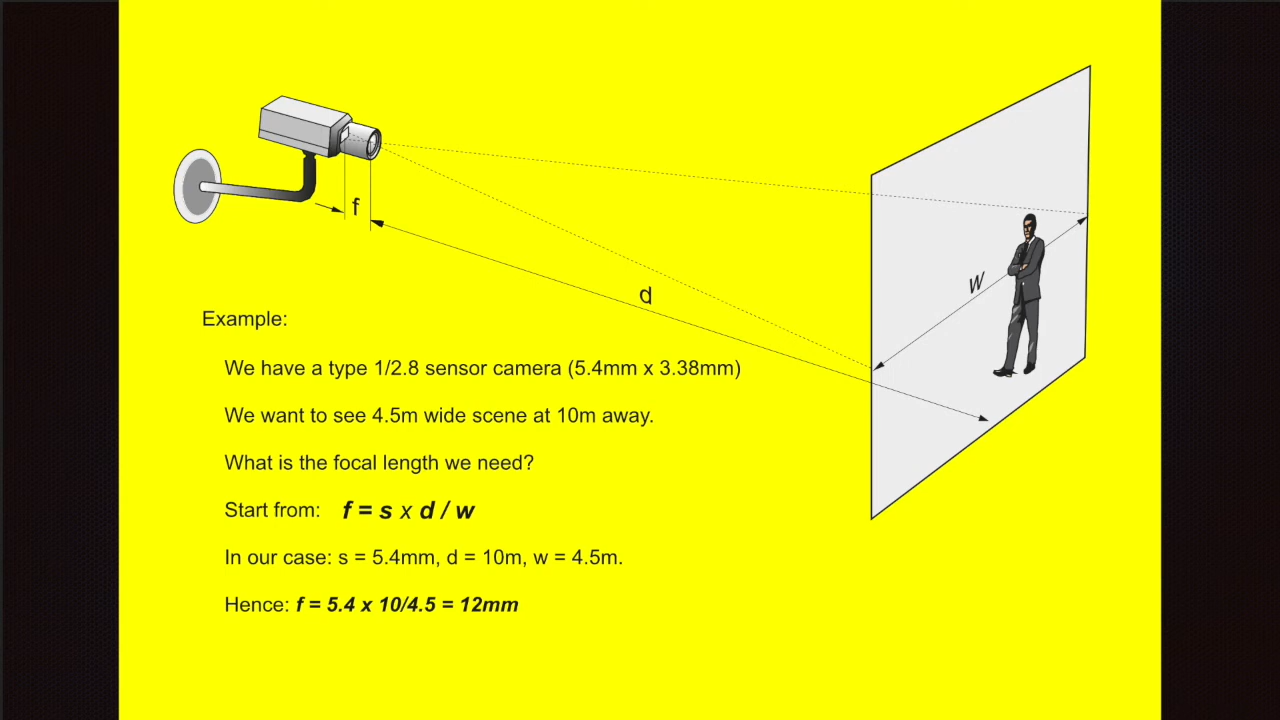 f
d
W
Example:
We have a type 1/2.8 sensor camera (5.4mm x 3.38mm)
We want to see 4.5m wide scene at 10m away.
What is the focal length we need?
Start from: f = s x d / w
In our case: s = 5.4mm, d = 10m, w = 4.5m.
Hence: f = 5.4 x 10/4.5 = 12mm